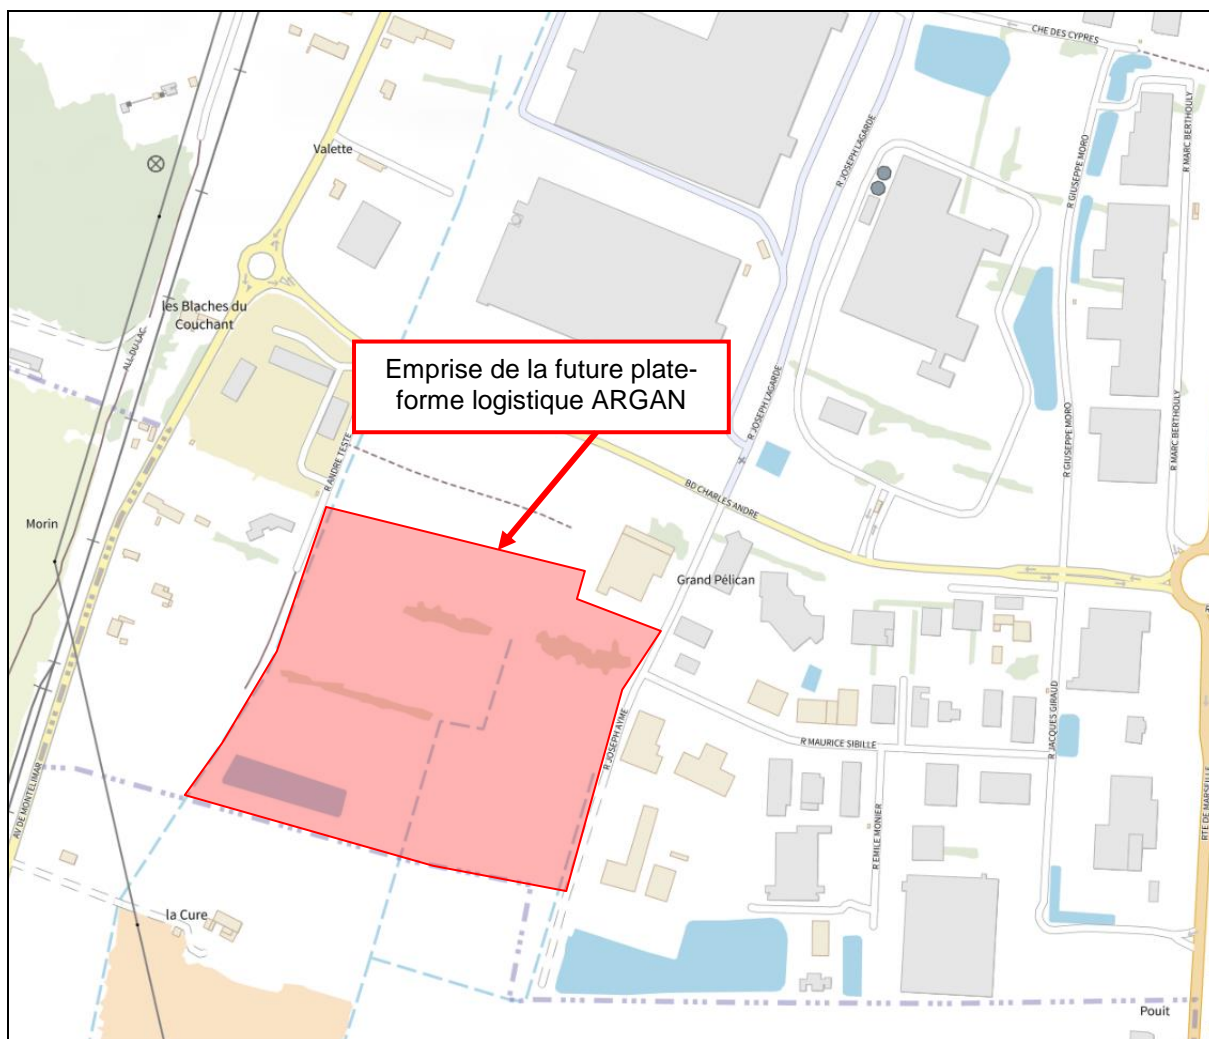 CHE DES CYPRES
R MARC BERTHOULY
R JOSEPH LAGARDE
Valette
R GIUSEPPE MORO
les Blaches du
Couchant
ALL DU LAC
Emprise de la future plate-
forme logistique ARGAN
R JOSEPH LAGARDE
R GIUSEPPE MORO
R MARC BERTHOULY
R ANDRE TESTE
BD CHARLES ANDRE
Morin
Grand Pélican
R JOSEPH AYME
R MAURICE SIBILLE
R JACQUES GIRAUD
AV DE MONTELIMAR
RTE DE MARSEILLE
R EMILE MONIER
la Cure
Pouit